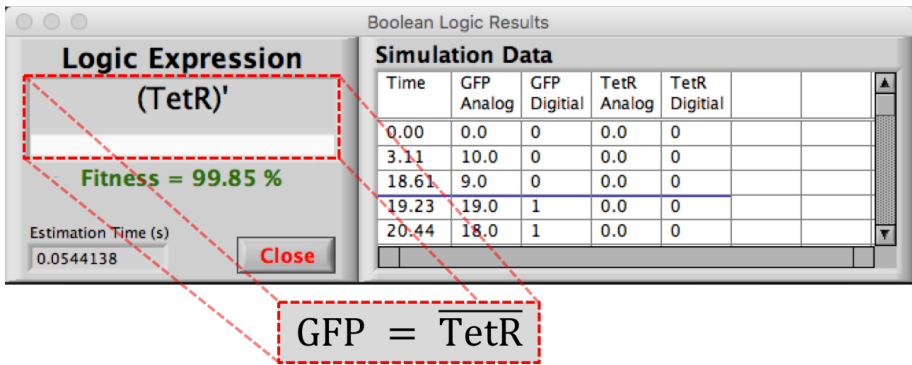 Boolean Logic Results
Logic Expression
(TetR)'
Fitness = 99.85 %
Estimation Time (s)
0.0544138
Close
Simulation Data
Time GFP Analog GFP Digitial TetR Analog TetR Digitial
0.00 0.0 0 0.0 0
3.11 10.0 0 0.0 0
18.61 9.0 0 0.0 0
19.23 19.0 1 0.0 0
20.44 18.0 1 0.0 0
GFP = T̅e̅t̅R̅